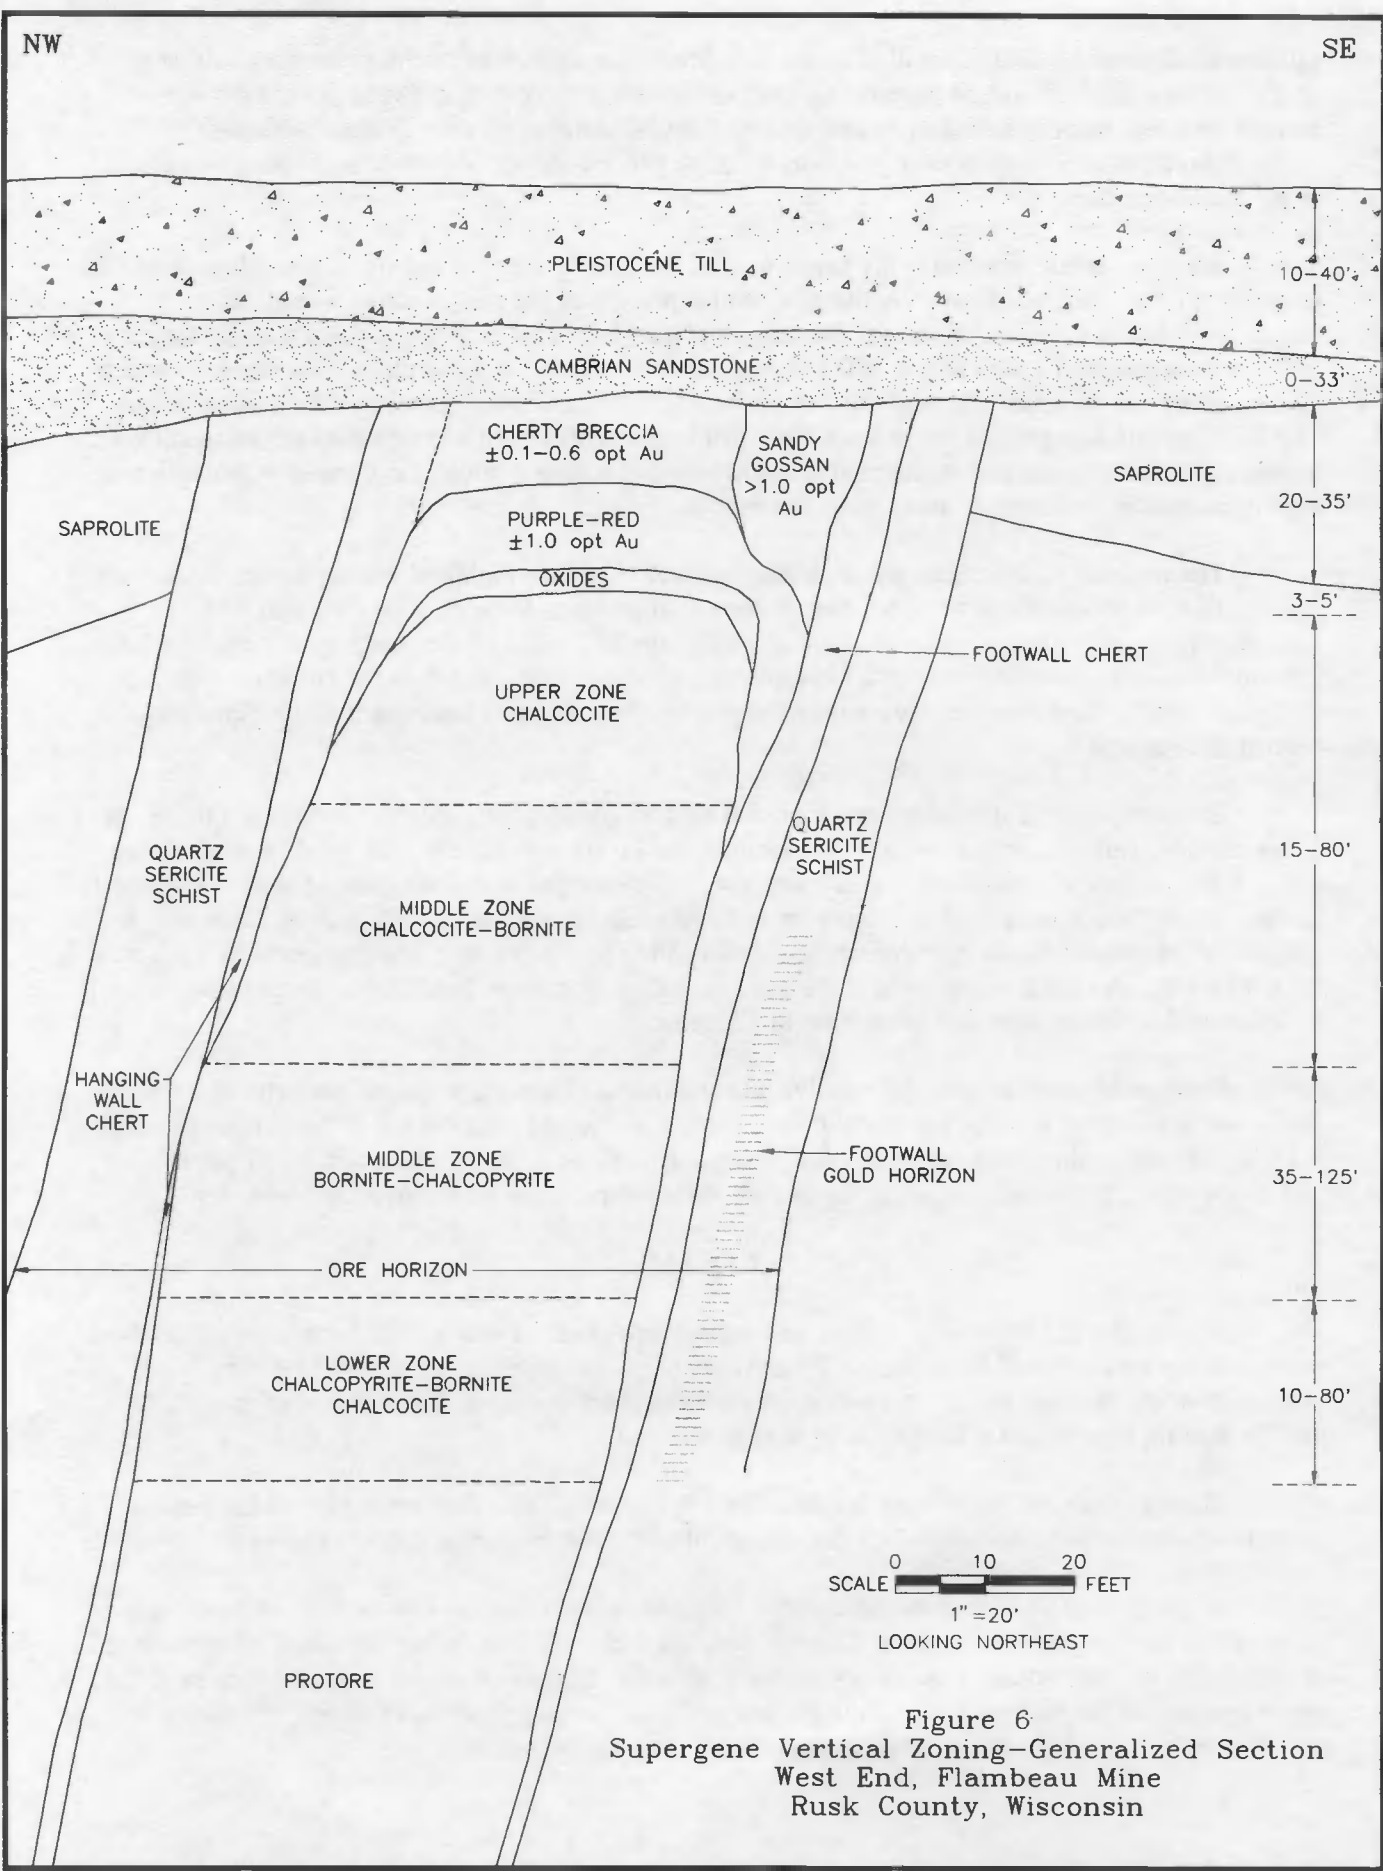 NW
SE
PLEISTOCENE TILL
10-40'
CAMBRIAN SANDSTONE
0-33'
CHERTY BRECCIA
±0.1-0.6 opt Au
SANDY
GOSSAN
>1.0 opt
Au
SAPROLITE
20-35'
SAPROLITE
PURPLE-RED
±1.0 opt Au
OXIDES
3-5'
FOOTWALL CHERT
UPPER ZONE
CHALCOCITE
QUARTZ
SERICITE
SCHIST
QUARTZ
SERICITE
SCHIST
15-80'
MIDDLE ZONE
CHALCOCITE-BORNITE
HANGING
WALL
CHERT
MIDDLE ZONE
BORNITE-CHALCOPYRITE
FOOTWALL
GOLD HORIZON
35-125'
ORE HORIZON
LOWER ZONE
CHALCOPYRITE-BORNITE
CHALCOCITE
10-80'
0 10 20
SCALE FEET
1"=20'
LOOKING NORTHEAST
PROTORE
Figure 6
Supergene Vertical Zoning-Generalized Section
West End, Flambeau Mine
Rusk County, Wisconsin